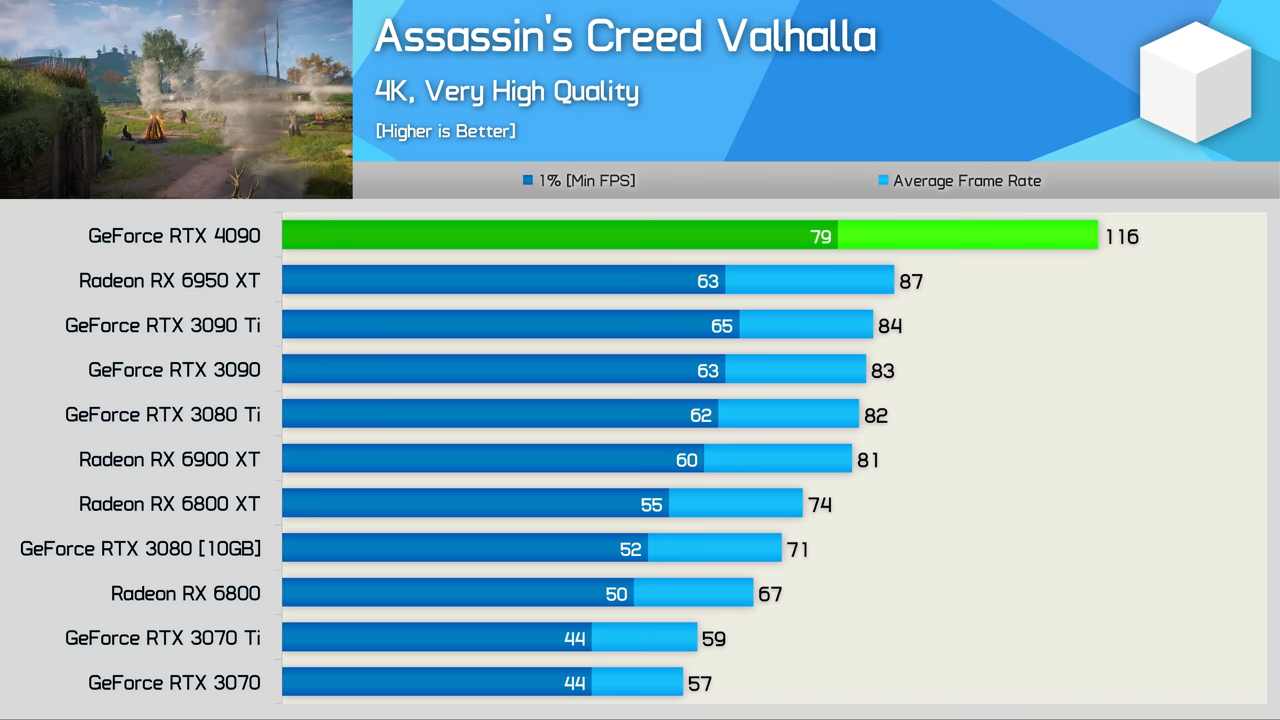 Assassin's Creed Valhalla
4K, Very High Quality
[Higher is Better]
1% [Min FPS] Average Frame Rate
GeForce RTX 4090 79 116
Radeon RX 6950 XT 63 87
GeForce RTX 3090 Ti 65 84
GeForce RTX 3090 63 83
GeForce RTX 3080 Ti 62 82
Radeon RX 6900 XT 60 81
Radeon RX 6800 XT 55 74
GeForce RTX 3080 [10GB] 52 71
Radeon RX 6800 50 67
GeForce RTX 3070 Ti 44 59
GeForce RTX 3070 44 57